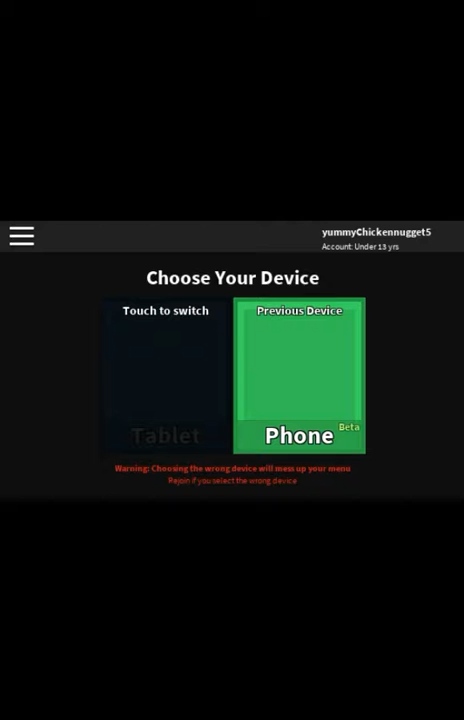 yummyChickennugget5
Account: Under 13 yrs
Choose Your Device
Touch to switch
Previous Device
Tablet
Phone
Beta
Warning: Choosing the wrong device will mess up your menu
Rejoin if you select the wrong device